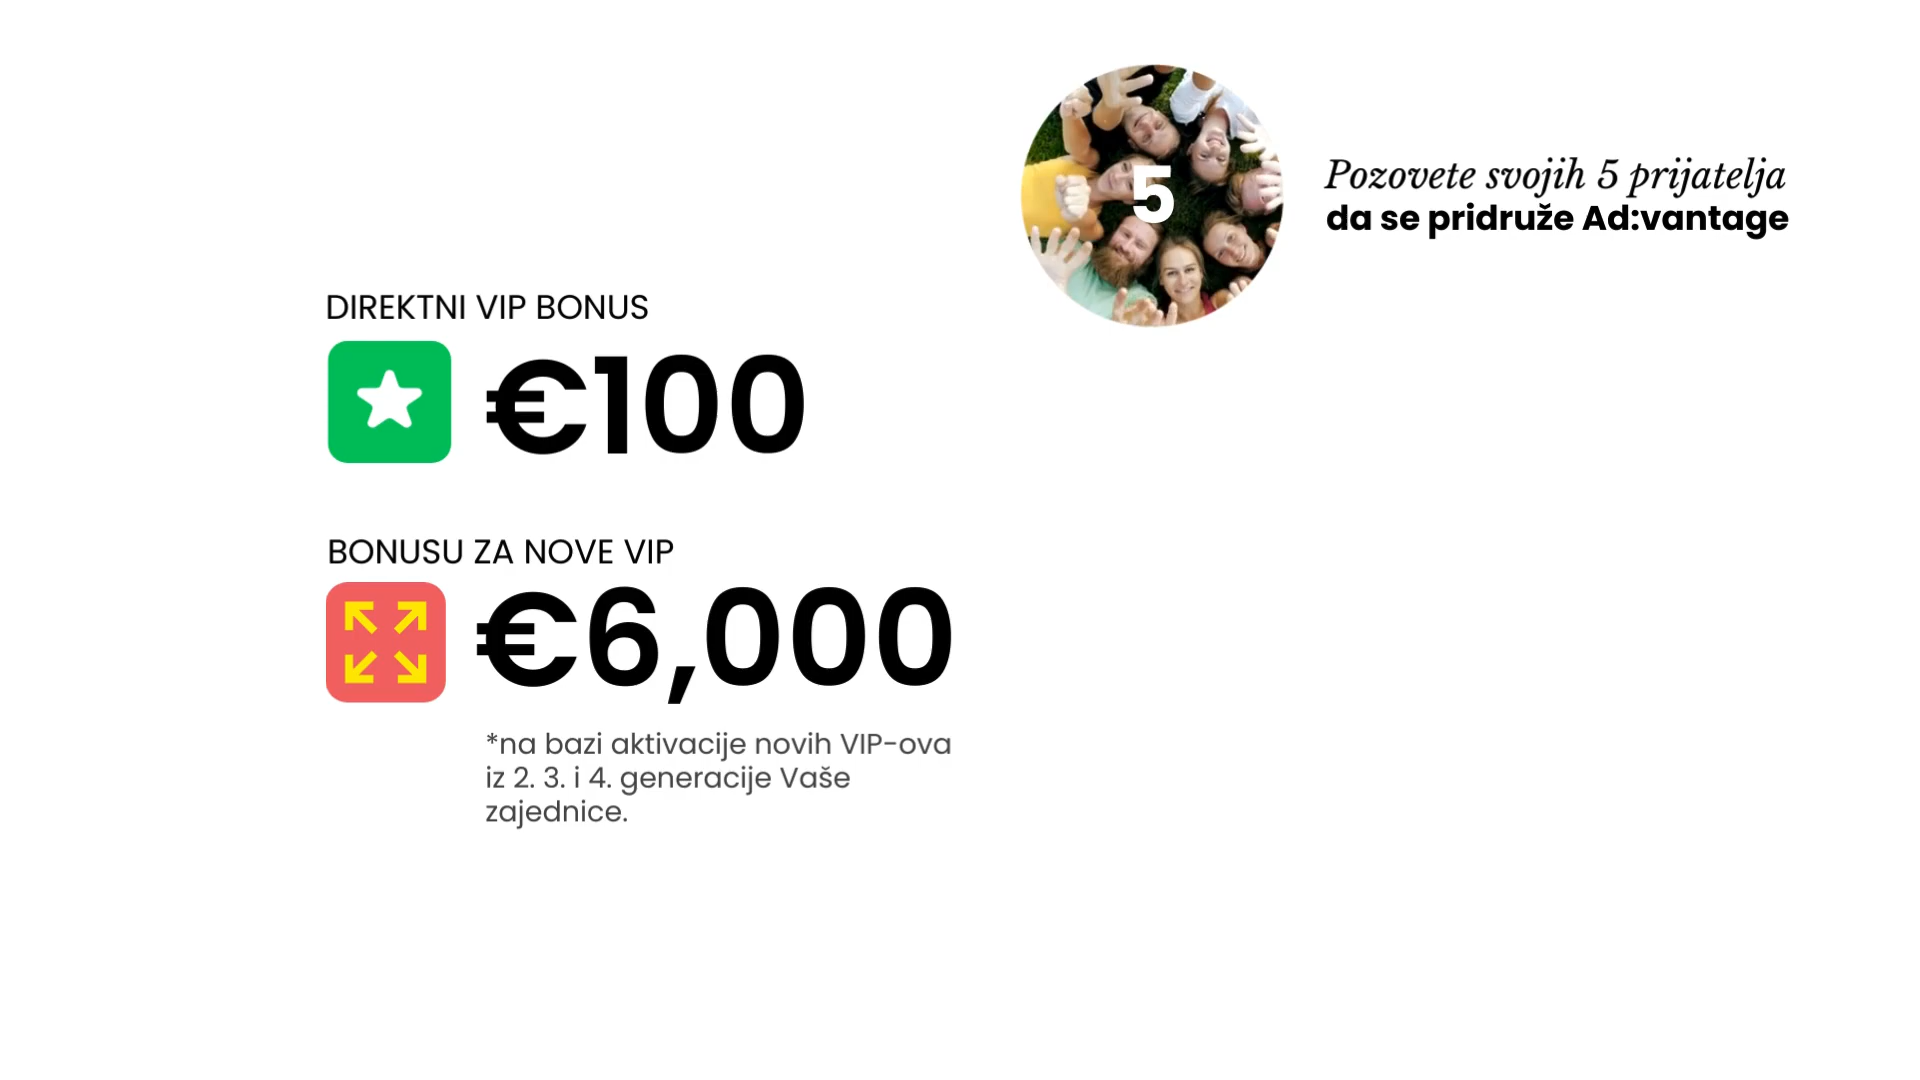 5
Pozovete svojih 5 prijatelja
da se pridruže Ad:vantage
DIREKTNI VIP BONUS
€100
BONUSU ZA NOVE VIP
€6,000
*na bazi aktivacije novih VIP-ova
iz 2. 3. i 4. generacije Vaše
zajednice.